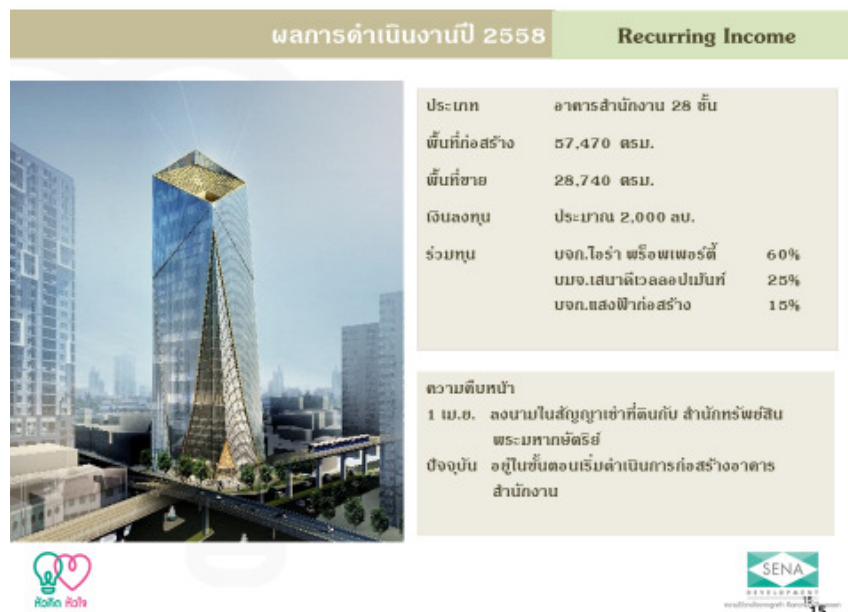 ผลการดำเนินงานปี 2558 Recurring Income
ประเภท อาคารสำนักงาน 28 ชั้น
พื้นที่ก่อสร้าง 57,470 ตรม.
พื้นที่ขาย 28,740 ตรม.
เงินลงทุน ประมาณ 2,000 ลบ.
ร่วมทุน บจก.ไอร่า พร็อพเพอร์ตี้ 60%
บมจ.เสนาดีเวลลอปเม้นท์ 25%
บจก.แสงฟ้าก่อสร้าง 15%
ความคืบหน้า
1 เม.ย. ลงนามในสัญญาเช่าที่ดินกับ สำนักทรัพย์สิน
พระมหากษัตริย์
ปัจจุบัน อยู่ในขั้นตอนเริ่มดำเนินการก่อสร้างอาคาร
สำนักงาน
หัวคิด หัวใจ
SENA
DEVELOPMENT
15
15